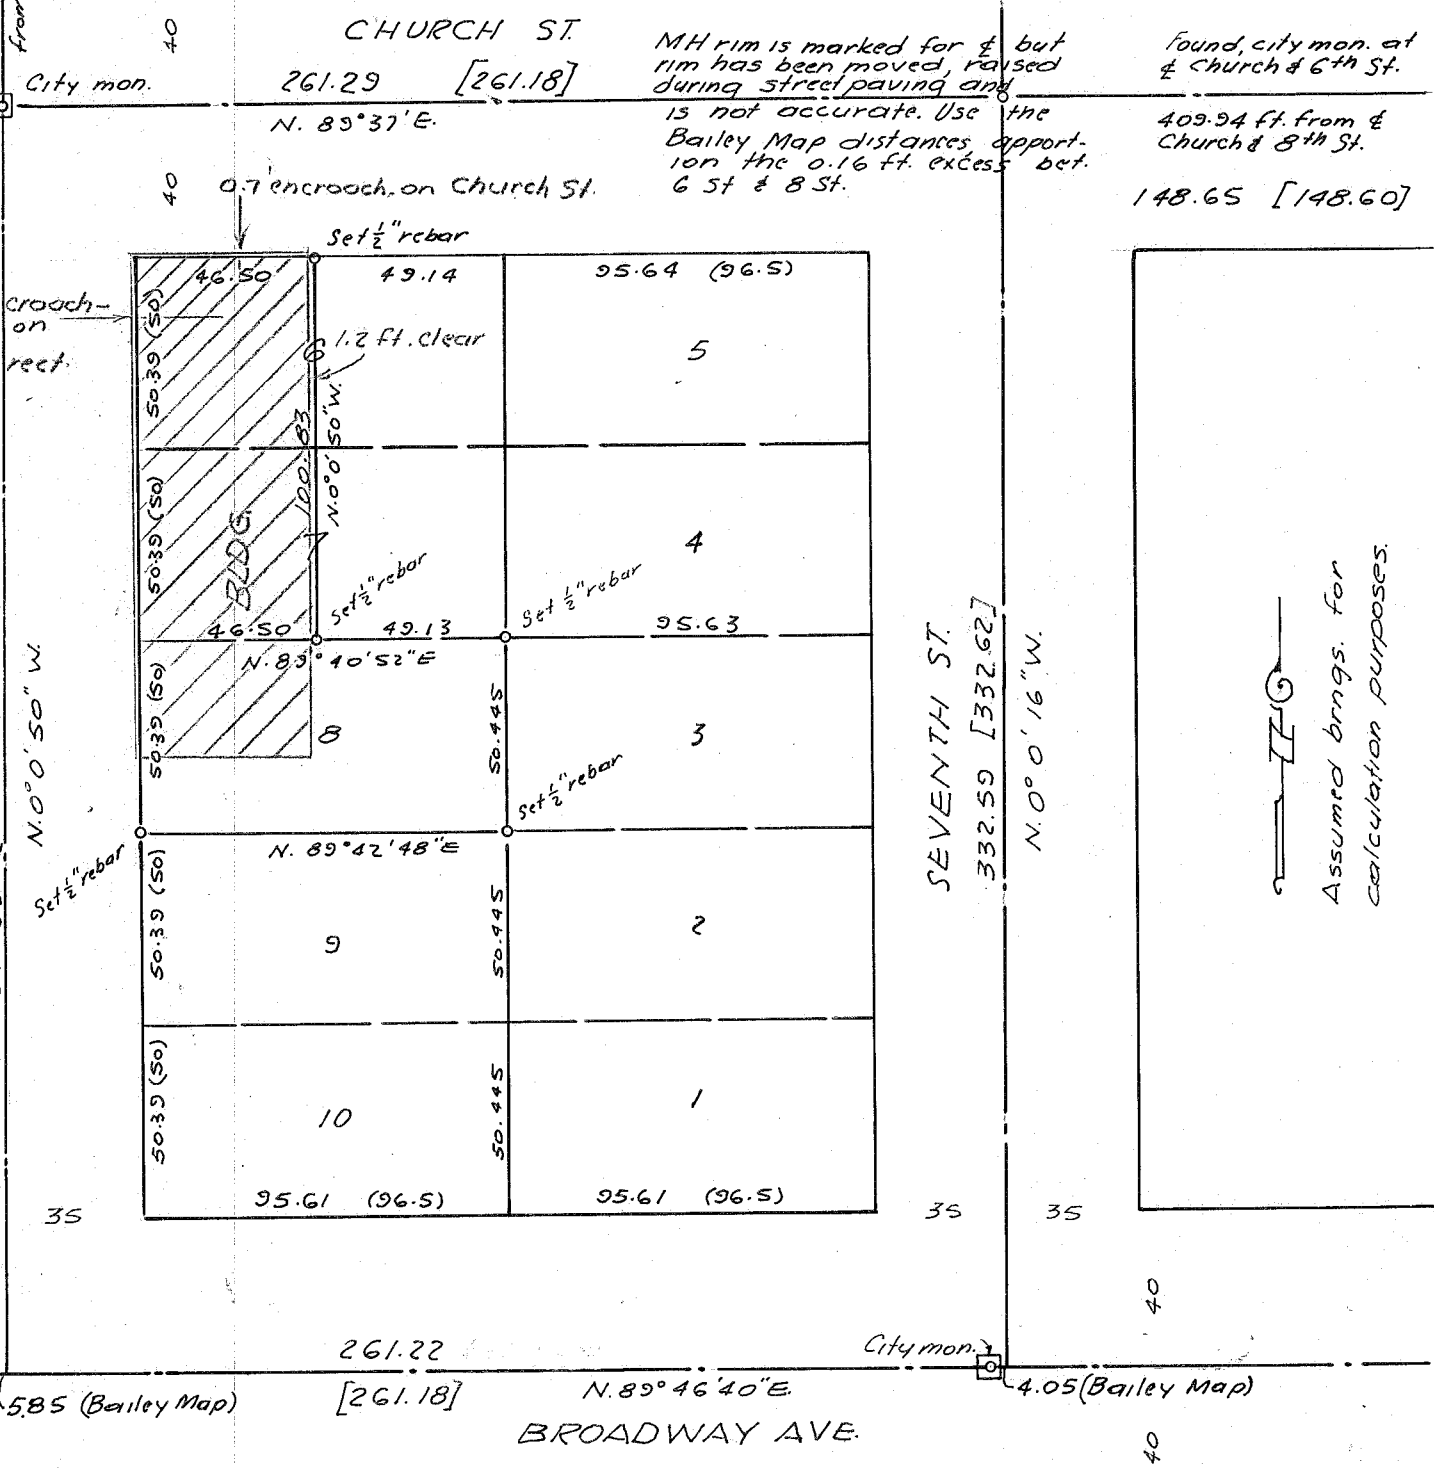 from
40
CHURCH ST.
City mon.
261.29 [261.18]
N. 89°37'E.
MH rim is marked for ℄ but
rim has been moved, raised
during street paving and
is not accurate. Use the
Bailey Map distances, apport-
ion the 0.16 ft. excess bet.
6 St & 8 St.
Found, city mon. at
℄ Church & 6th St.
409.94 ft. from ℄
Church & 8th St.
148.65 [148.60]
40
0.7' encroach. on Church St.
Set ½" rebar
46.50
49.14
95.64 (96.5)
croach-
on
reet.
50.39 (50)
6
1.2 ft. clear
5
100.83
N.0°0'50"W.
50.39 (50)
BLDG.
4
Set ½" rebar
Set ½" rebar
46.50
49.13
95.63
N. 89°40'52"E
N.0°0'50"W.
50.39 (50)
8
50.445
3
Set ½" rebar
SEVENTH ST.
332.59 [332.62]
N.0°0'16"W.
Assumed brngs. for
calculation purposes.
Set ½" rebar
N. 89°42'48"E
50.39 (50)
9
50.445
2
50.39 (50)
10
50.445
1
95.61 (96.5)
95.61 (96.5)
35
35
35
40
261.22
City mon.
5.85 (Bailey Map)
[261.18]
N.89°46'40"E.
4.05 (Bailey Map)
BROADWAY AVE.
40